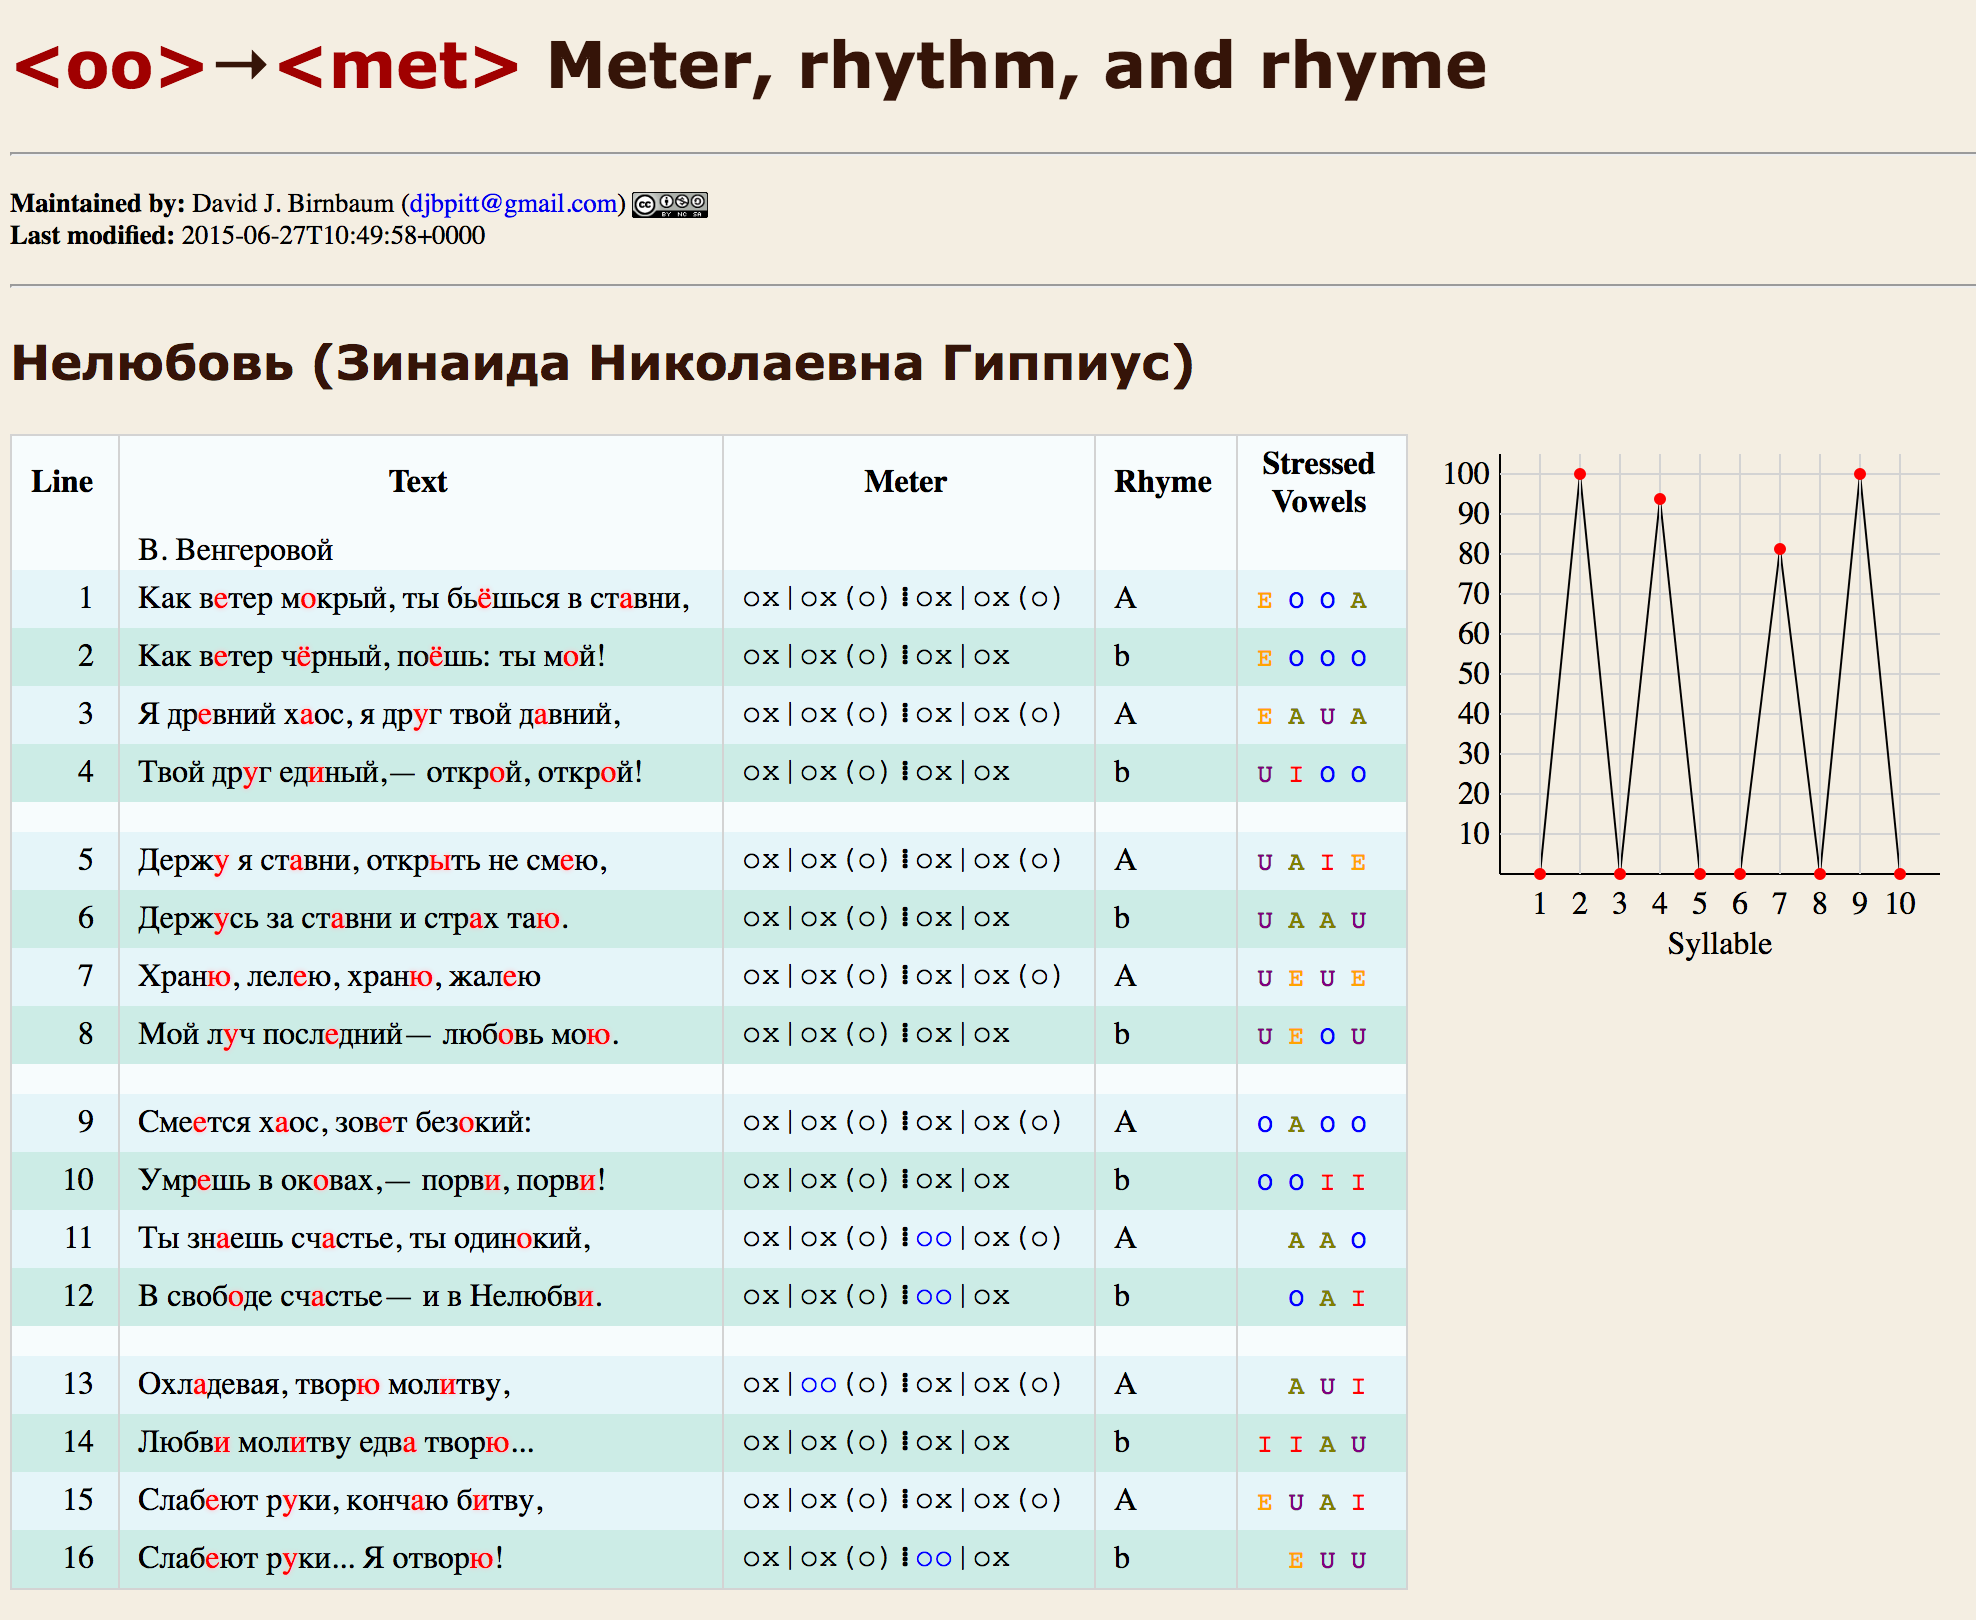 <oo>→<met> Meter, rhythm, and rhyme
Maintained by: David J. Birnbaum (djbpitt@gmail.com) cc BY NC SA
Last modified: 2015-06-27T10:49:58+0000
Нелюбовь (Зинаида Николаевна Гиппиус)
Line Text Meter Rhyme Stressed Vowels
В. Венгеровой
1 Как ветер мокрый, ты бьёшься в ставни, ox|ox(o)⁞ox|ox(o) A E O O A
2 Как ветер чёрный, поёшь: ты мой! ox|ox(o)⁞ox|ox b E O O O
3 Я древний хаос, я друг твой давний, ox|ox(o)⁞ox|ox(o) A E A U A
4 Твой друг единый,— открой, открой! ox|ox(o)⁞ox|ox b U I O O
5 Держу я ставни, открыть не смею, ox|ox(o)⁞ox|ox(o) A U A I E
6 Держусь за ставни и страх таю. ox|ox(o)⁞ox|ox b U A A U
7 Храню, лелею, храню, жалею ox|ox(o)⁞ox|ox(o) A U E U E
8 Мой луч последний— любовь мою. ox|ox(o)⁞ox|ox b U E O U
9 Смеется хаос, зовет безокий: ox|ox(o)⁞ox|ox(o) A O A O O
10 Умрешь в оковах,— порви, порви! ox|ox(o)⁞ox|ox b O O I I
11 Ты знаешь счастье, ты одинокий, ox|ox(o)⁞oo|ox(o) A A A O
12 В свободе счастье— и в Нелюбви. ox|ox(o)⁞oo|ox b O A I
13 Охладевая, творю молитву, ox|oo(o)⁞ox|ox(o) A A U I
14 Любви молитву едва творю... ox|ox(o)⁞ox|ox b I I A U
15 Слабеют руки, кончаю битву, ox|ox(o)⁞ox|ox(o) A E U A I
16 Слабеют руки... Я отворю! ox|ox(o)⁞oo|ox b E U U
100
90
80
70
60
50
40
30
20
10
1 2 3 4 5 6 7 8 9 10
Syllable